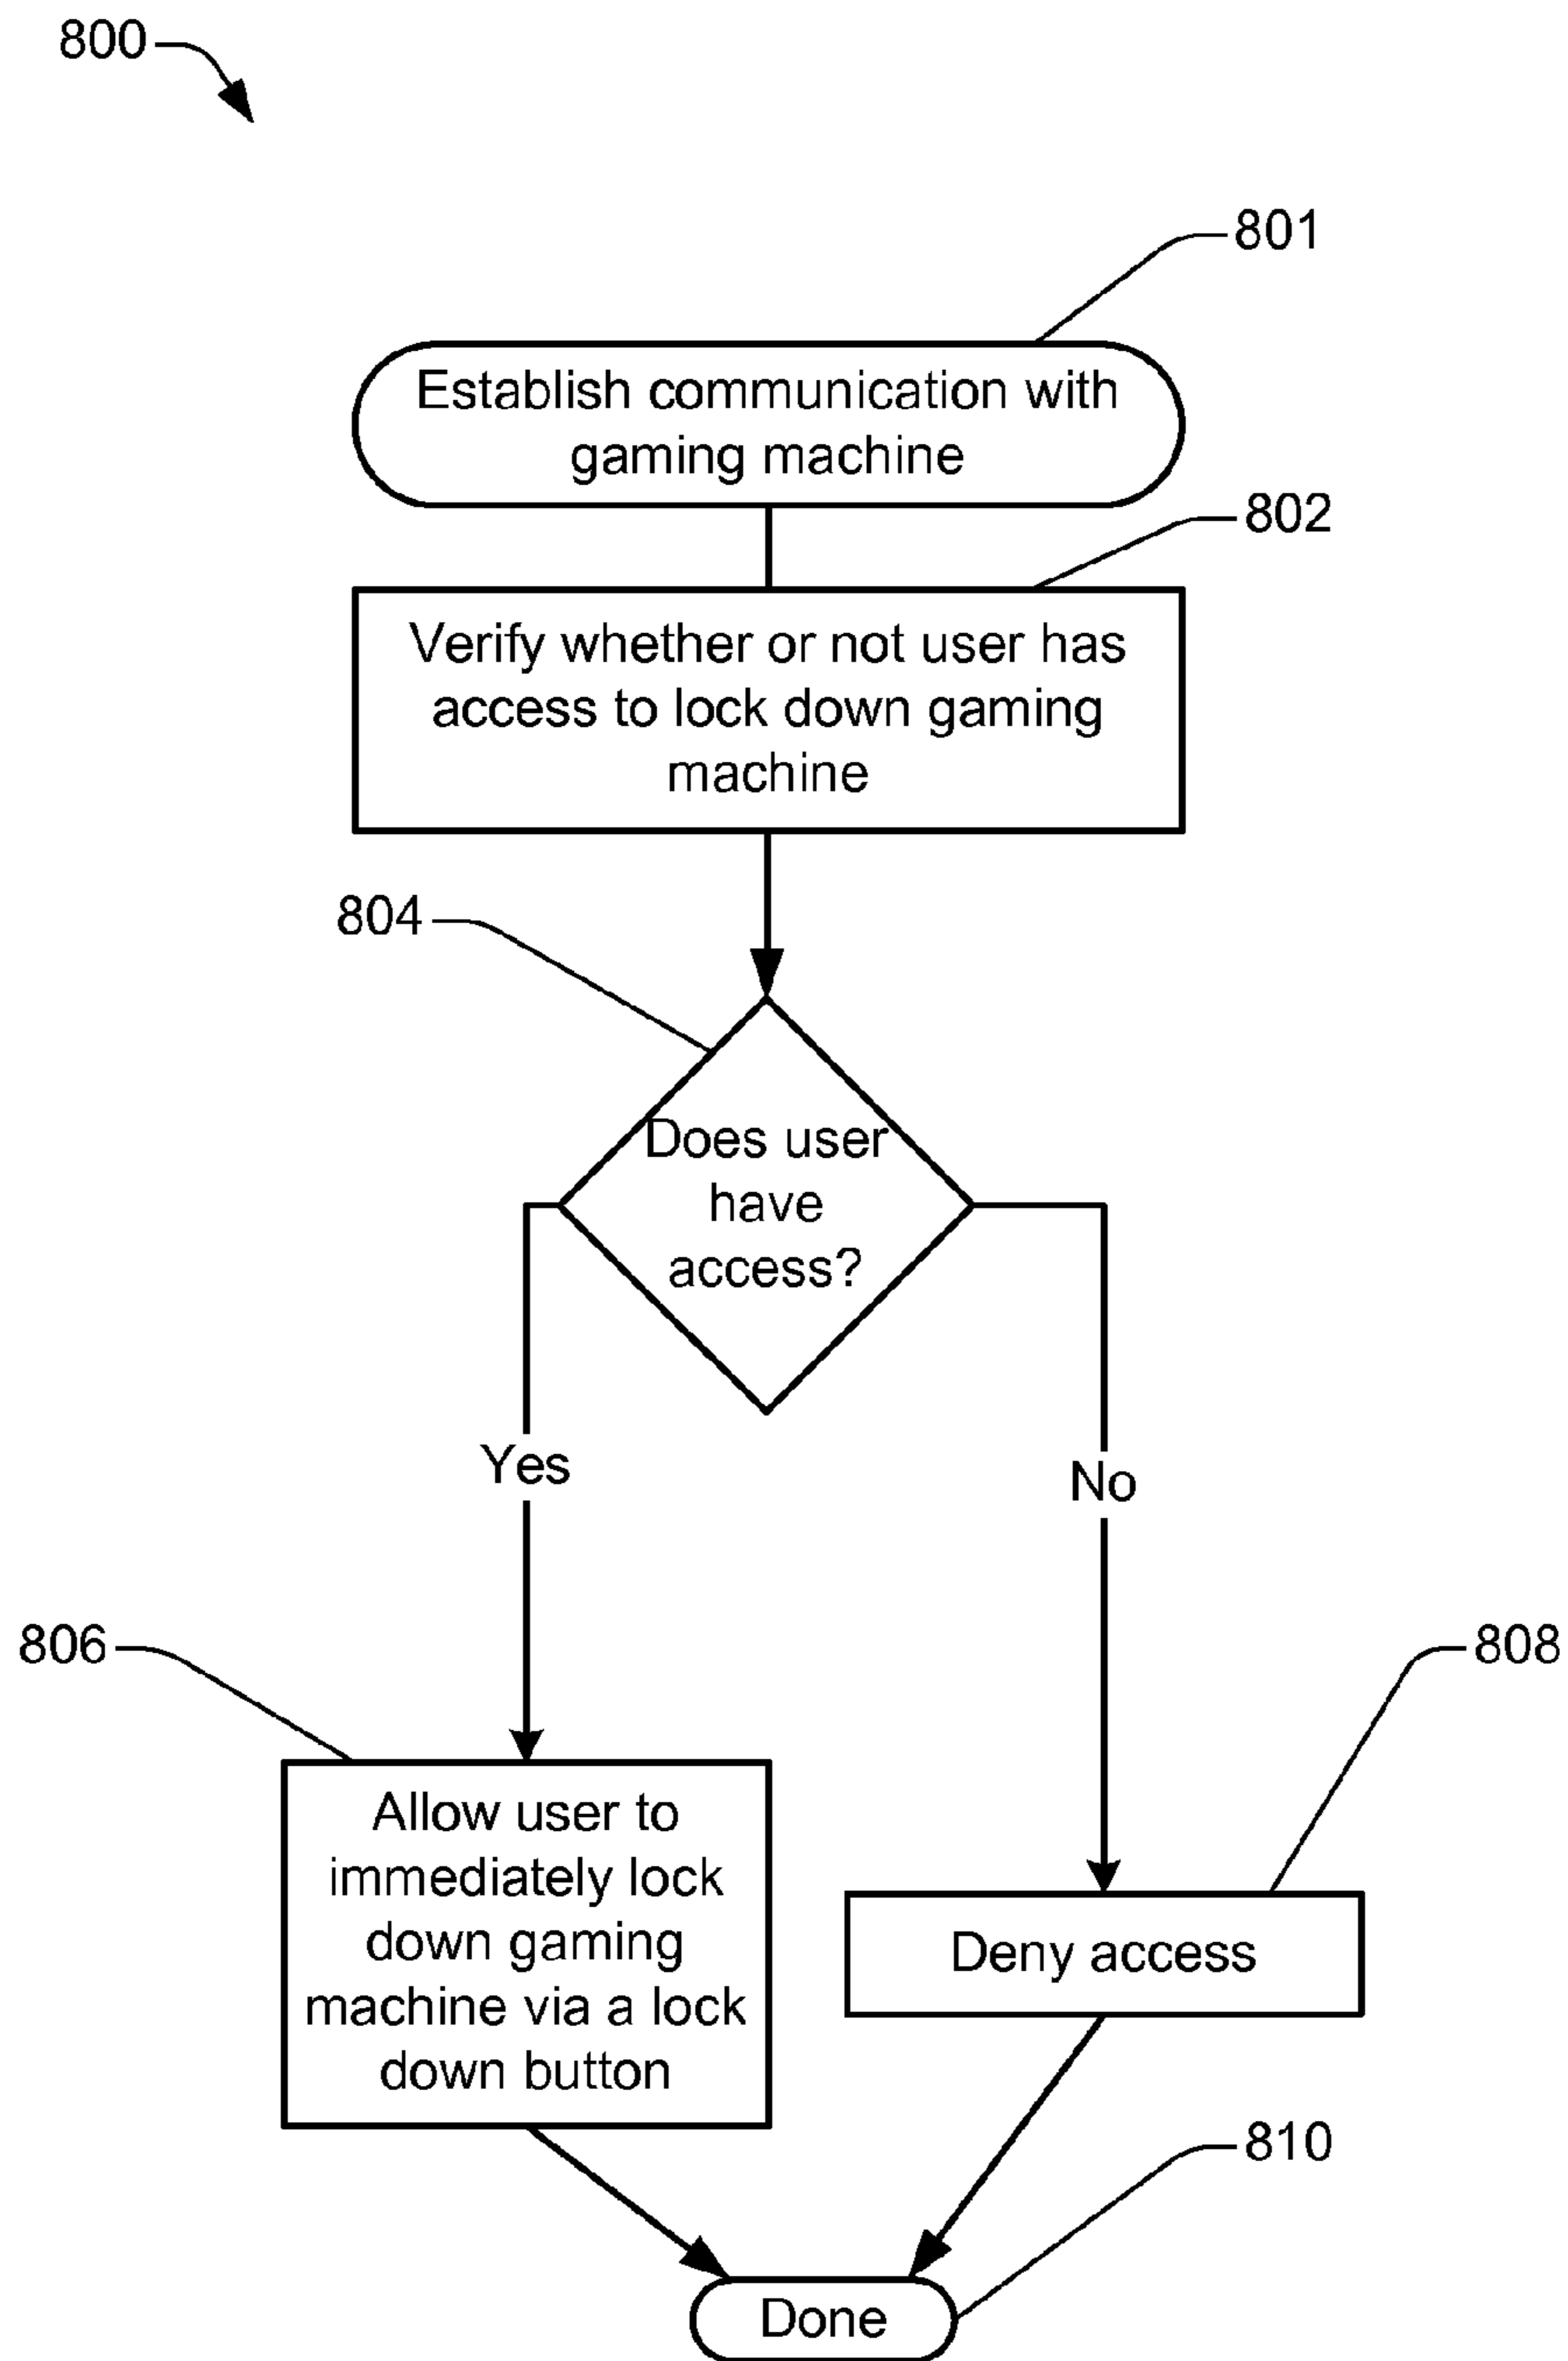 800
801
Establish communication with
gaming machine
802
Verify whether or not user has
access to lock down gaming
machine
804
Does user
have
access?
Yes
No
806
808
Allow user to
immediately lock
down gaming
machine via a lock
down button
Deny access
810
Done